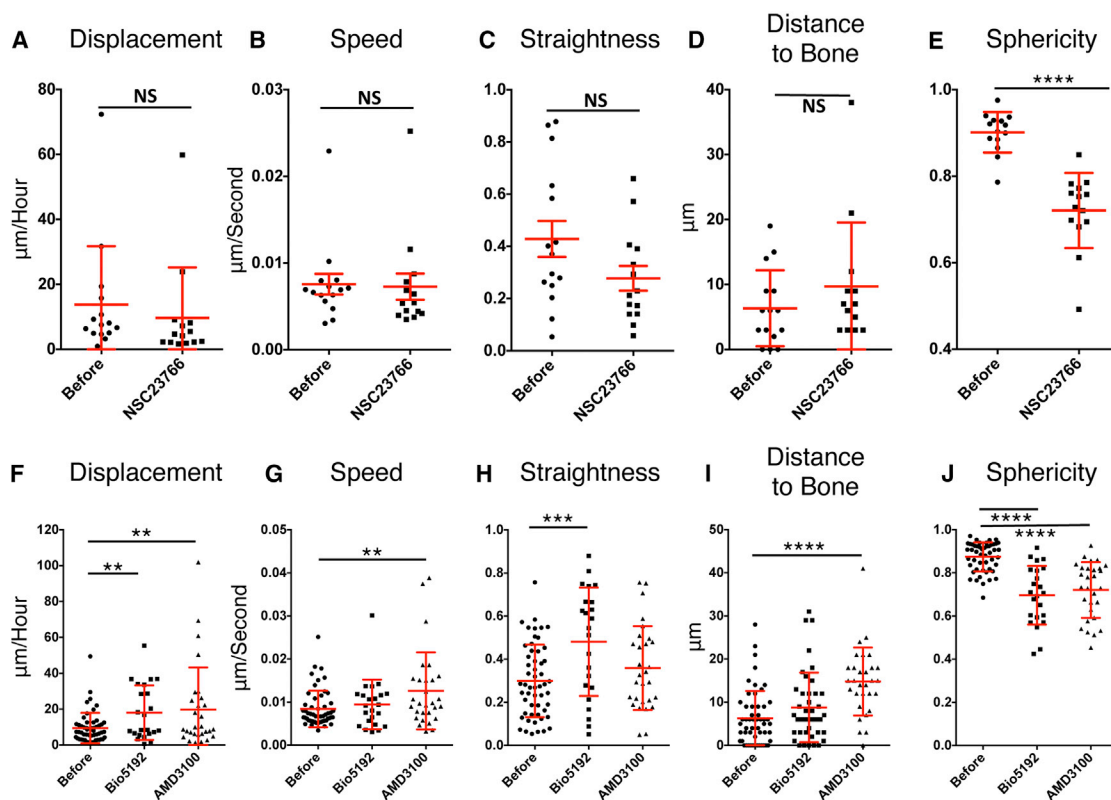 A Displacement
µm/Hour
80
60
40
20
0
NS
Before
NSC23766
B Speed
µm/Second
0.03
0.02
0.01
0.00
NS
Before
NSC23766
C Straightness
1.0
0.8
0.6
0.4
0.2
0.0
NS
Before
NSC23766
D Distance
to Bone
µm
40
30
20
10
0
NS
Before
NSC23766
E Sphericity
1.0
0.8
0.6
0.4
****
Before
NSC23766
F Displacement
µm/Hour
120
100
80
60
40
20
0
**
**
Before
Bio5192
AMD3100
G Speed
µm/Second
0.05
0.04
0.03
0.02
0.01
0.00
**
Before
Bio5192
AMD3100
H Straightness
1.0
0.8
0.6
0.4
0.2
0.0
***
Before
Bio5192
AMD3100
I Distance
to Bone
µm
50
40
30
20
10
0
****
Before
Bio5192
AMD3100
J Sphericity
1.0
0.8
0.6
0.4
0.2
0.0
****
****
Before
Bio5192
AMD3100